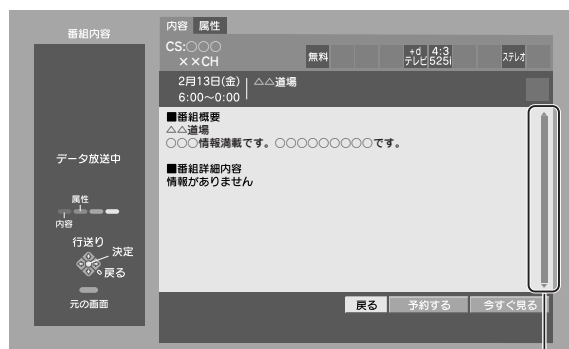 番組内容
データ放送中
属性
内容
行送り
決定
戻る
元の画面
内容 属性
CS:○○○
××CH
無料
+d 4:3
テレビ 525i
ステレオ
2月13日(金) △△道場
6:00～0:00
■番組概要
△△道場
○○○情報満載です。○○○○○○○○○です。
■番組詳細内容
情報がありません
戻る 予約する 今すぐ見る